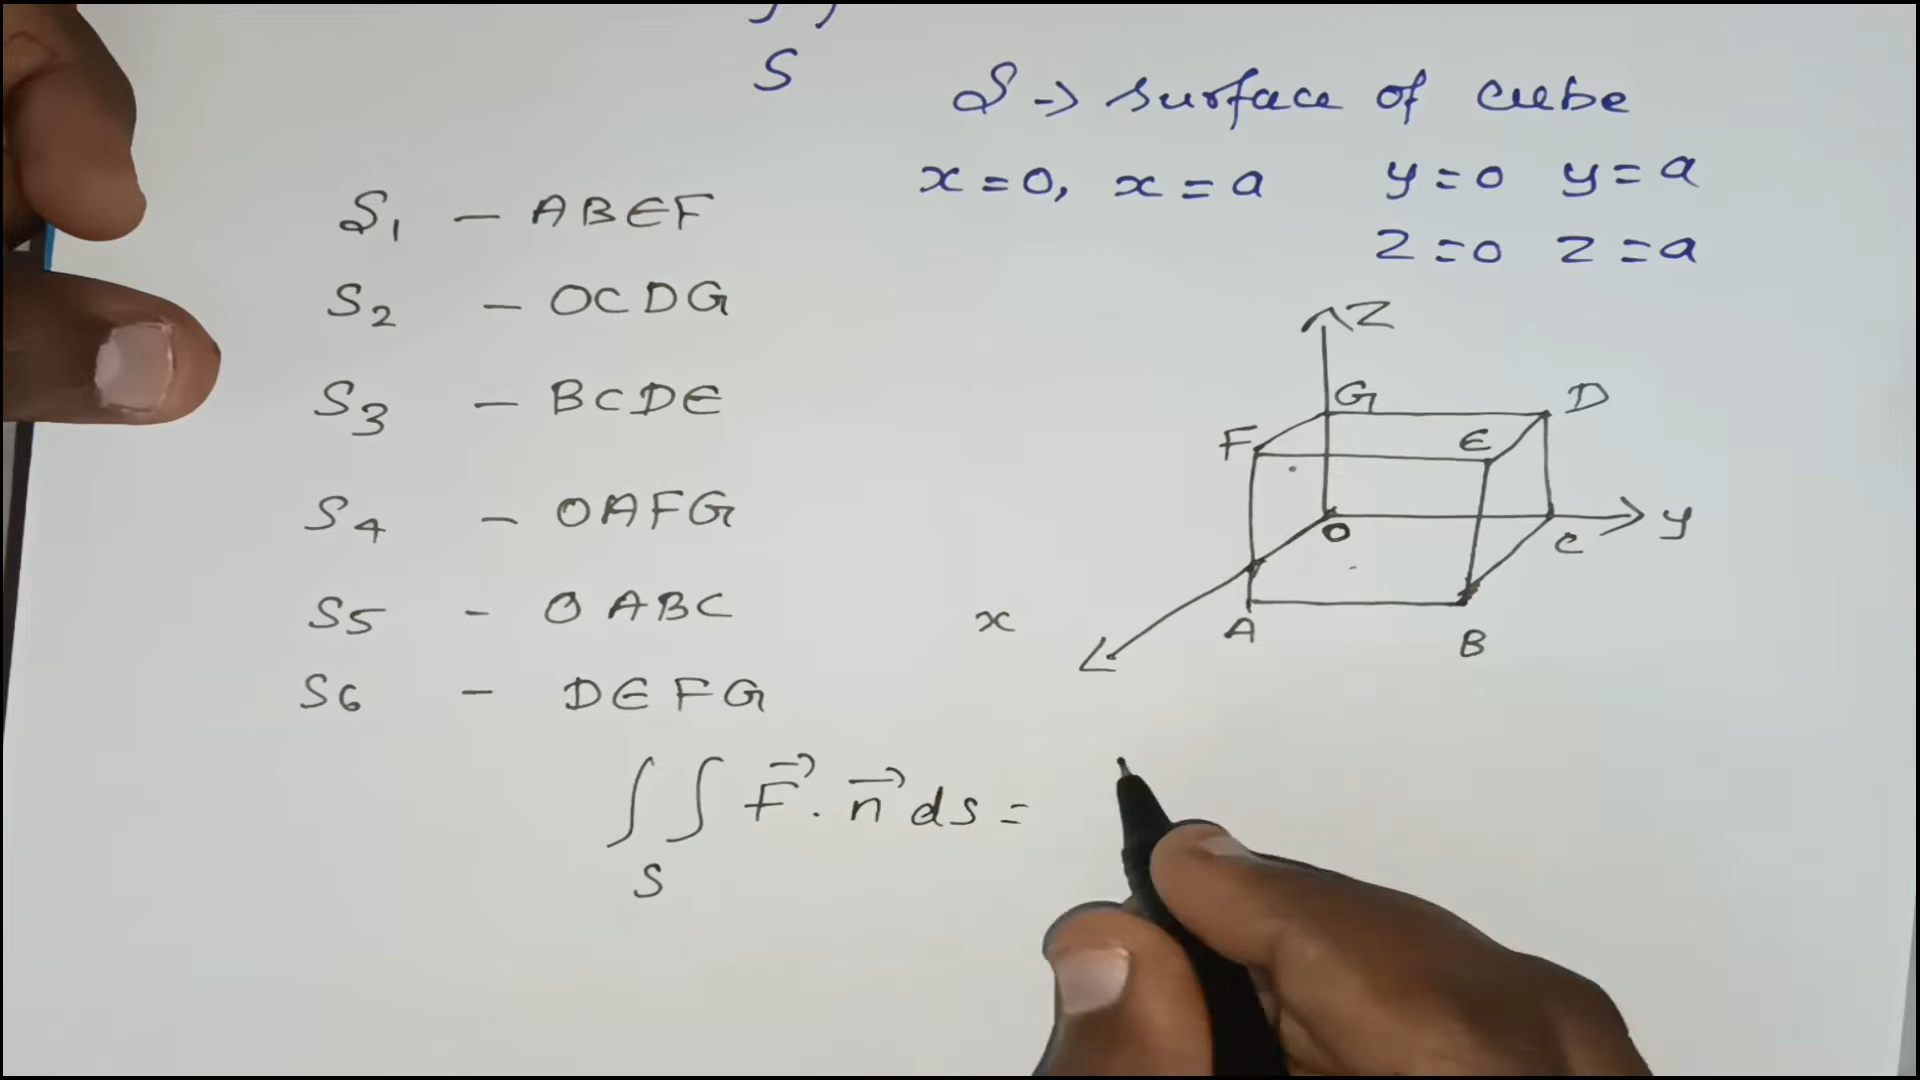 S
S → surface of cube
x = 0, x = a y = 0 y = a
z = 0 z = a
S1 – ABEF
S2 – OCDG
S3 – BCDE
S4 – OAFG
S5 - OABC
S6 - DEFG
Z
G D
F E
O C y
x A B
∫∫ F⃗ . n⃗ ds =
S